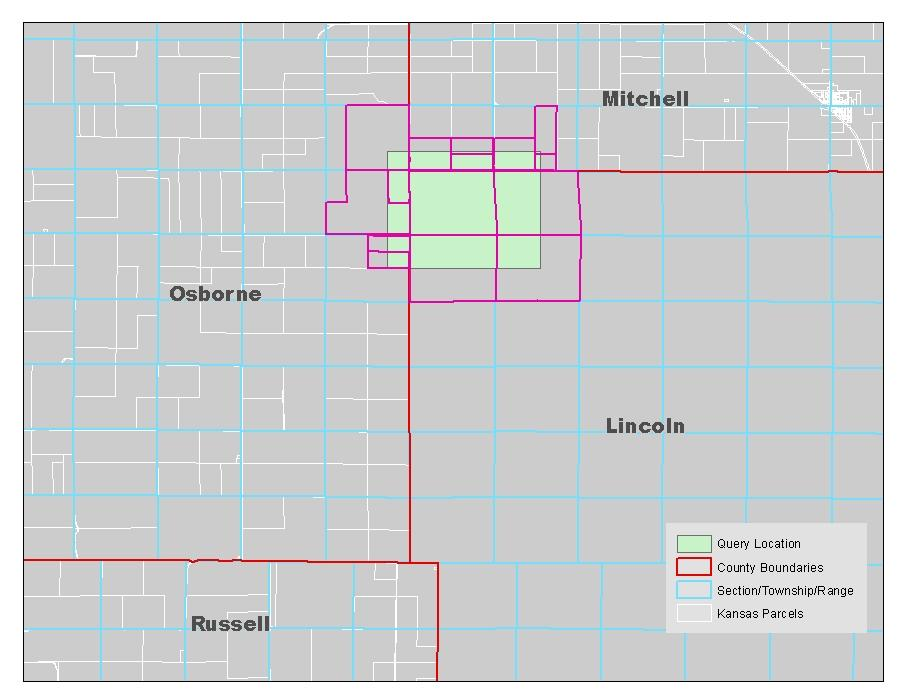 Mitchell
Osborne
Lincoln
Query Location
County Boundaries
Section/Township/Range
Kansas Parcels
Russell